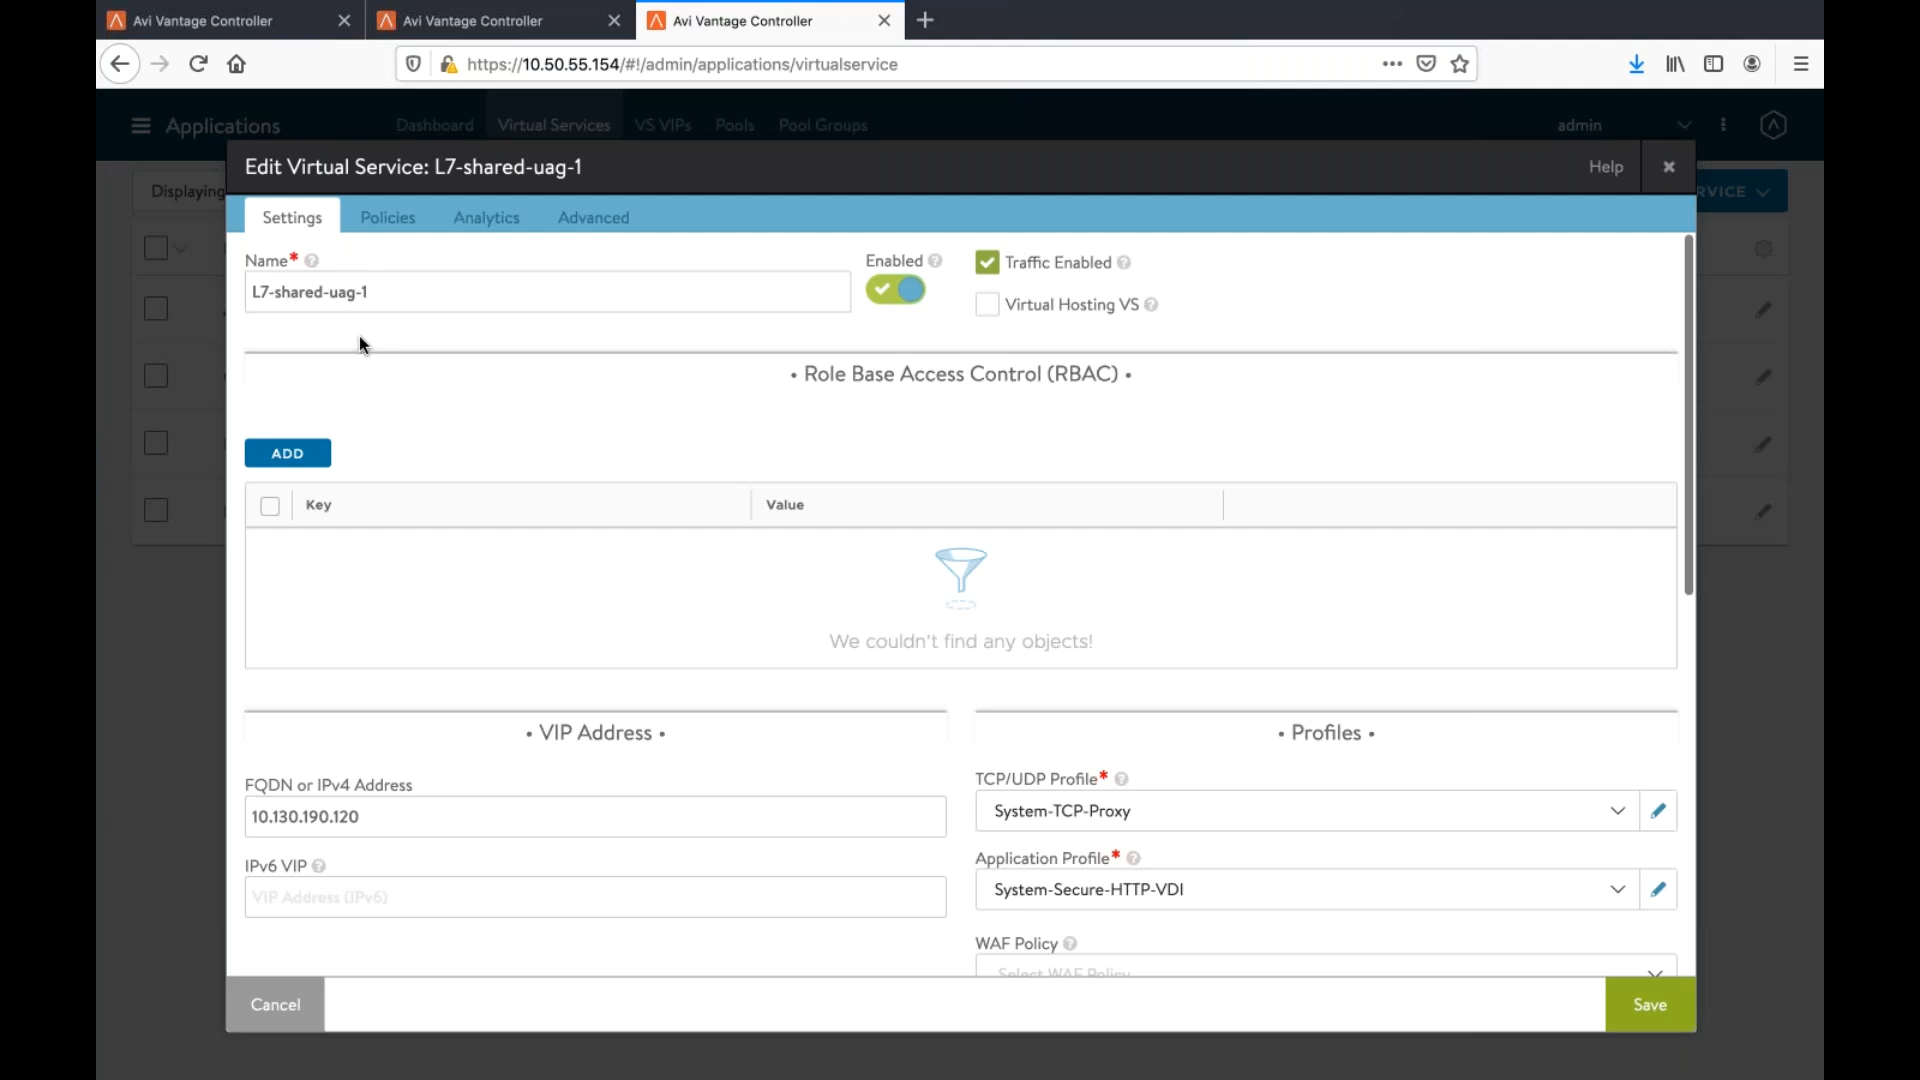 Avi Vantage Controller
Avi Vantage Controller
Avi Vantage Controller
https://10.50.55.154/#!/admin/applications/virtualservice
Applications
Dashboard
Virtual Services
VS VIPs
Pools
Pool Groups
admin
Edit Virtual Service: L7-shared-uag-1
Help
Displaying
RVICE
Settings
Policies
Analytics
Advanced
Name*
Enabled
Traffic Enabled
L7-shared-uag-1
Virtual Hosting VS
• Role Base Access Control (RBAC) •
ADD
Key
Value
We couldn't find any objects!
• VIP Address •
• Profiles •
FQDN or IPv4 Address
10.130.190.120
IPv6 VIP
VIP Address (IPv6)
TCP/UDP Profile*
System-TCP-Proxy
Application Profile*
System-Secure-HTTP-VDI
WAF Policy
Select WAF Policy
Cancel
Save